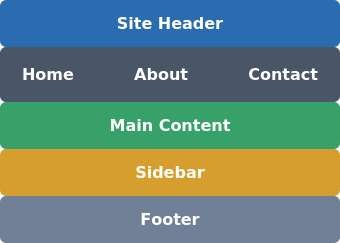 Site Header
Home About Contact
Main Content
Sidebar
Footer